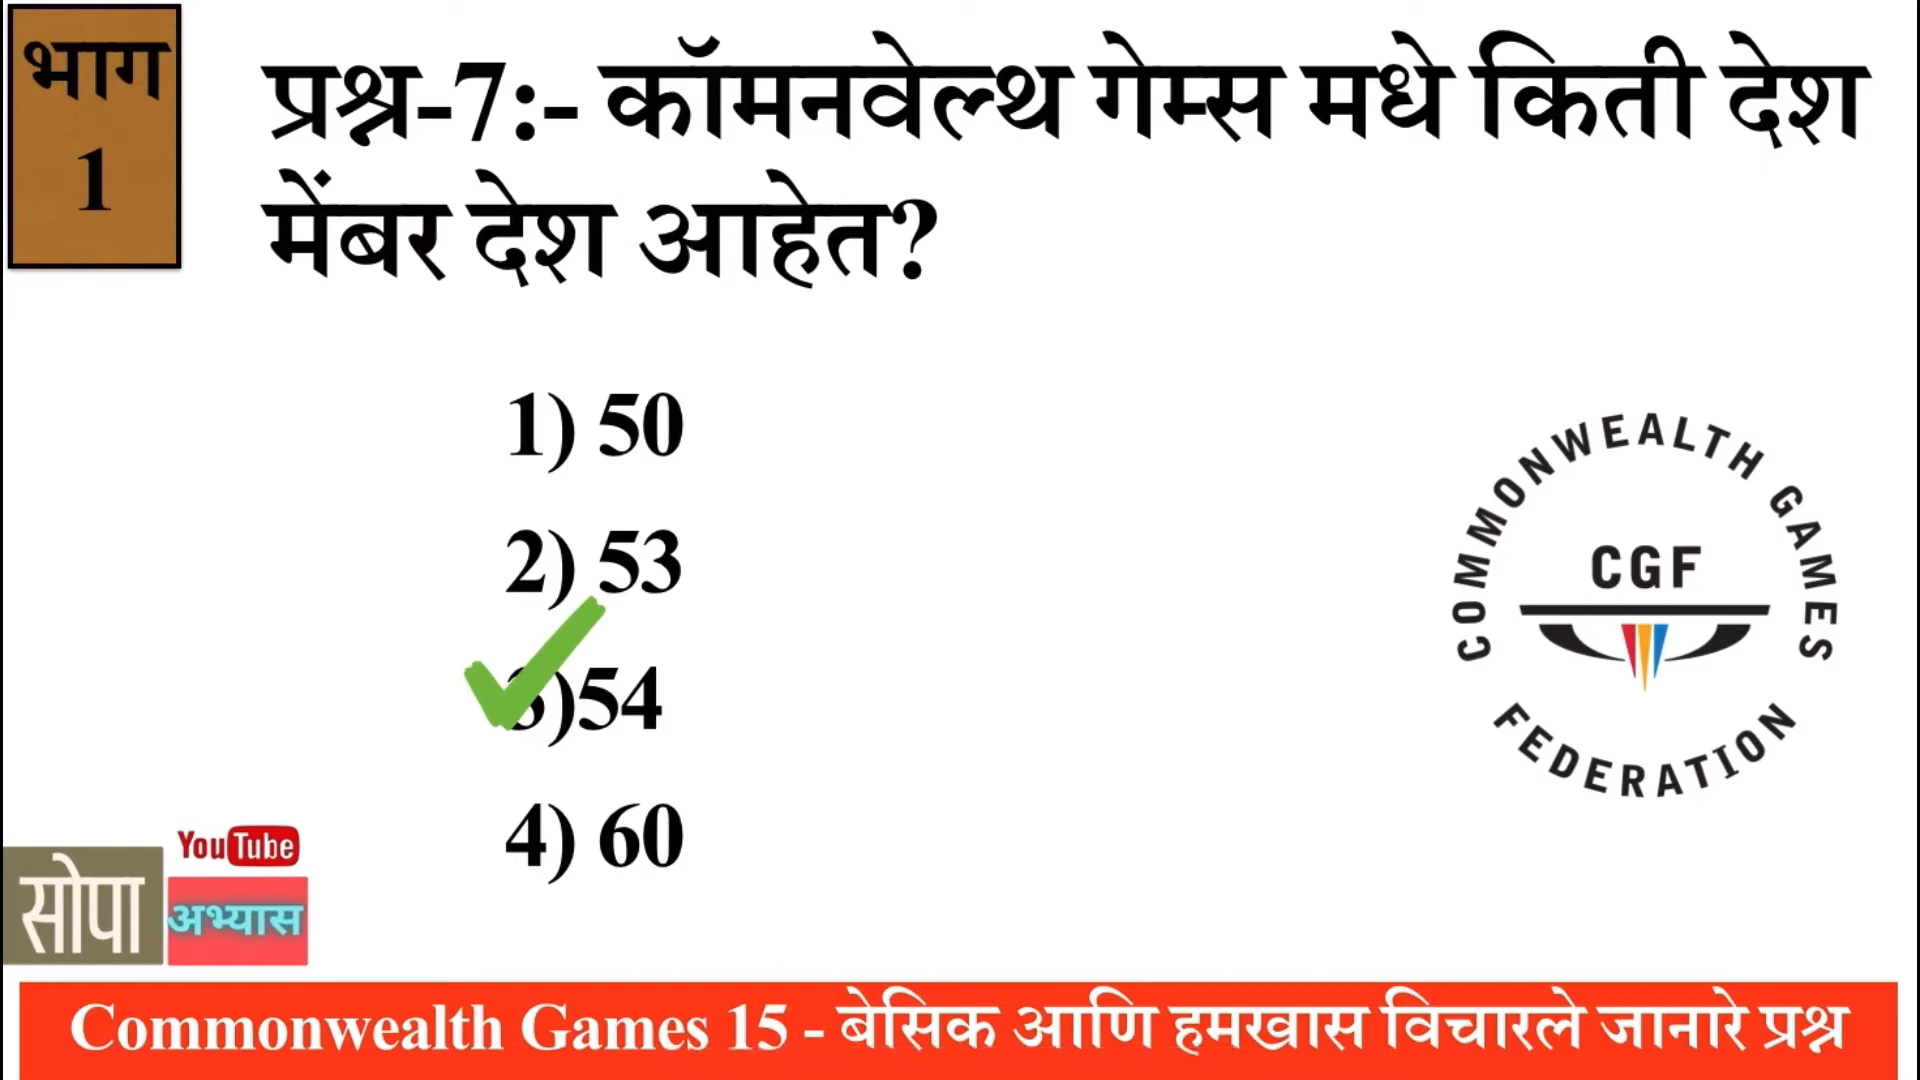 भाग
1
प्रश्न-7:- कॉमनवेल्थ गेम्स मधे किती देश
मेंबर देश आहेत?
1) 50
2) 53
3)54
4) 60
COMMONWEALTH GAMES
CGF
FEDERATION
YouTube
सोपा
अभ्यास
Commonwealth Games 15 - बेसिक आणि हमखास विचारले जानारे प्रश्न